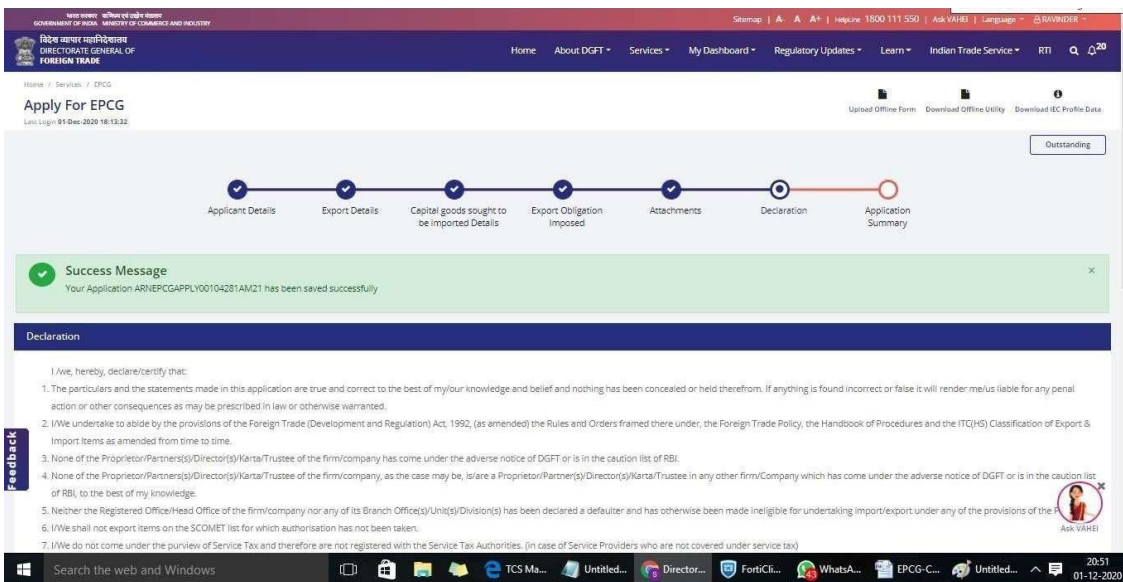 भारत सरकार वाणिज्य एवं उद्योग मंत्रालय
GOVERNMENT OF INDIA MINISTRY OF COMMERCE AND INDUSTRY
Sitemap | A- A A+ | HelpLine 1800 111 550 | Ask VAHEI | Language RAVINDER
विदेश व्यापार महानिदेशालय
DIRECTORATE GENERAL OF
FOREIGN TRADE
Home About DGFT Services My Dashboard Regulatory Updates Learn Indian Trade Service RTI 20
Home / Services / EPCG
Apply For EPCG
Last Login 01-Dec-2020 18:13:32
Upload Offline Form Download Offline Utility Download IEC Profile Data
Outstanding
Applicant Details Export Details Capital goods sought to be Imported Details Export Obligation Imposed Attachments Declaration Application Summary
Success Message
Your Application ARNEPCGAPPLY00104281AM21 has been saved successfully
Declaration
I /we, hereby, declare/certify that:
1. The particulars and the statements made in this application are true and correct to the best of my/our knowledge and belief and nothing has been concealed or held therefrom. If anything is found incorrect or false it will render me/us liable for any penal
action or other consequences as may be prescribed in law or otherwise warranted.
2. I/We undertake to abide by the provisions of the Foreign Trade (Development and Regulation) Act, 1992, (as amended) the Rules and Orders framed there under, the Foreign Trade Policy, the Handbook of Procedures and the ITC(HS) Classification of Export &
Import Items as amended from time to time.
3. None of the Proprietor/Partners(s)/Director(s)/Karta/Trustee of the firm/company has come under the adverse notice of DGFT or is in the caution list of RBI.
4. None of the Proprietor/Partners(s)/Director(s)/Karta/Trustee of the firm/company, as the case may be, is/are a Proprietor/Partner(s)/Director(s)/Karta/Trustee in any other firm/Company which has come under the adverse notice of DGFT or is in the caution list
of RBI, to the best of my knowledge.
5. Neither the Registered Office/Head Office of the firm/company nor any of its Branch Office(s)/Unit(s)/Division(s) has been declared a defaulter and has otherwise been made ineligible for undertaking import/export under any of the provisions of the
6. I/We shall not export items on the SCOMET list for which authorisation has not been taken.
7. I/We do not come under the purview of Service Tax and therefore are not registered with the Service Tax Authorities. (in case of Service Providers who are not covered under service tax)
Feedback
Ask VAHEI
Search the web and Windows
TCS Ma... Untitled... Director... FortiCli... WhatsA... EPCG-C... Untitled...
20:51
01-12-2020